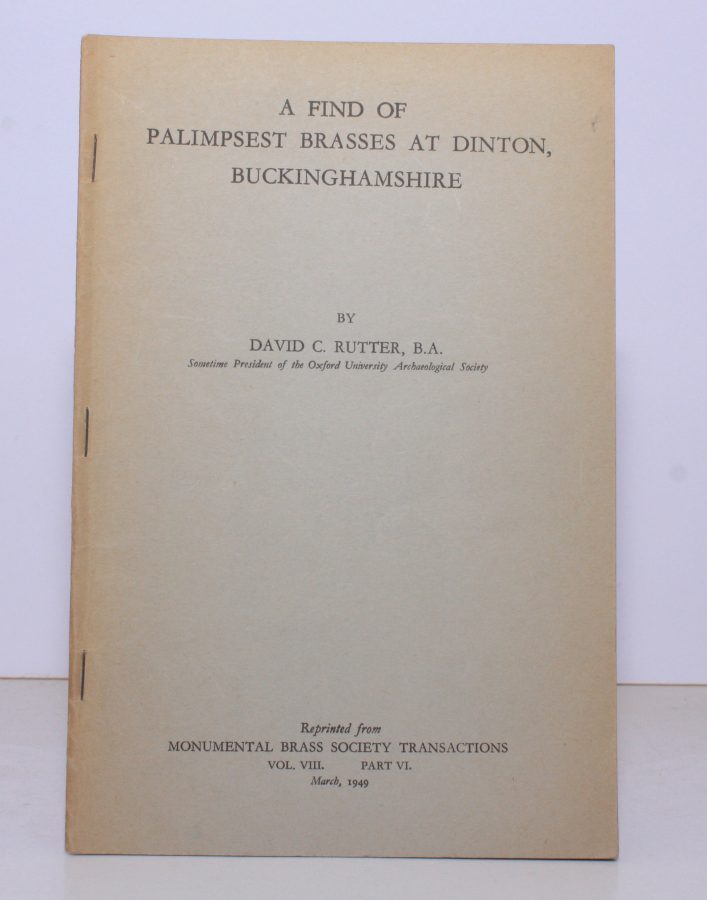 A FIND OF
PALIMPSEST BRASSES AT DINTON,
BUCKINGHAMSHIRE
BY
DAVID C. RUTTER, B.A.
Sometime President of the Oxford University Archaeological Society
Reprinted from
MONUMENTAL BRASS SOCIETY TRANSACTIONS
VOL. VIII. PART VI.
March, 1949